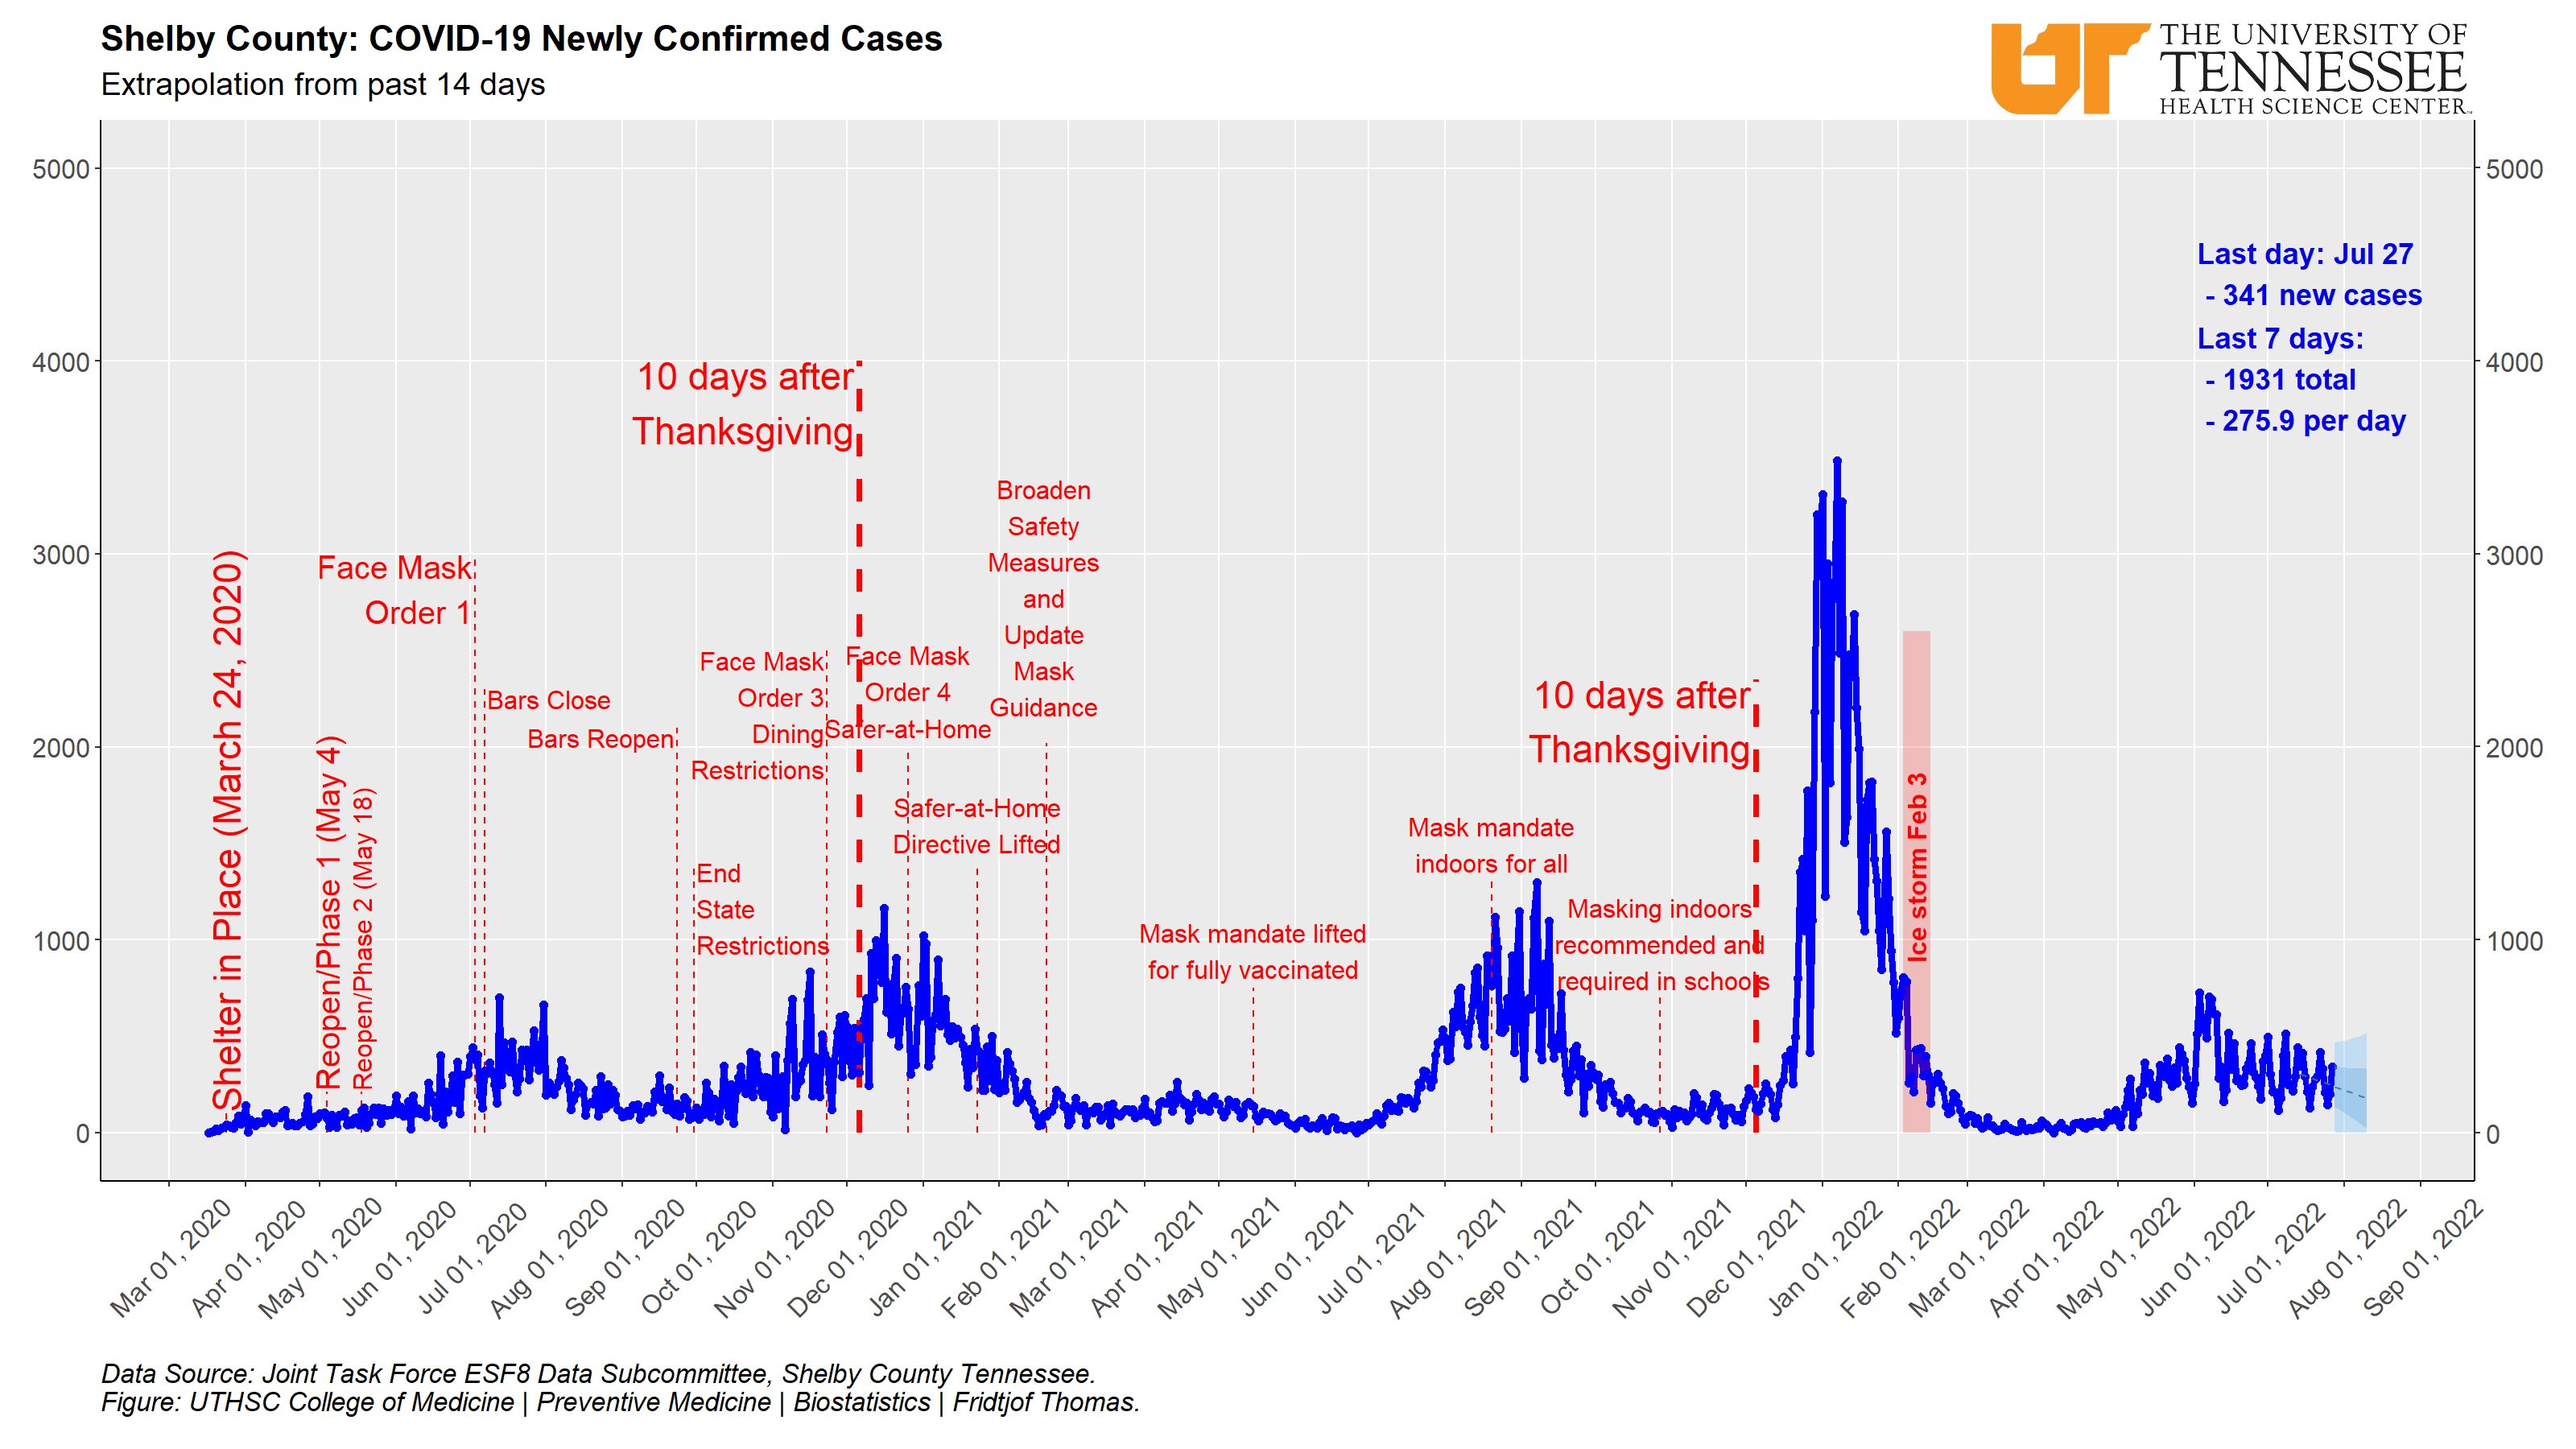 Shelby County: COVID-19 Newly Confirmed Cases
Extrapolation from past 14 days
UT
THE UNIVERSITY OF
TENNESSEE
HEALTH SCIENCE CENTER
5000
4000
3000
2000
1000
0
5000
4000
3000
2000
1000
0
Last day: Jul 27
- 341 new cases
Last 7 days:
- 1931 total
- 275.9 per day
Shelter in Place (March 24, 2020)
Reopen/Phase 1 (May 4)
Reopen/Phase 2 (May 18)
Face Mask
Order 1
Bars Close
Bars Reopen
End
State
Restrictions
Face Mask
Order 3
Dining
Restrictions
10 days after
Thanksgiving
Face Mask
Order 4
Safer-at-Home
Safer-at-Home
Directive Lifted
Broaden
Safety
Measures
and
Update
Mask
Guidance
Mask mandate lifted
for fully vaccinated
Mask mandate
indoors for all
Masking indoors
recommended and
required in schools
10 days after
Thanksgiving
Ice storm Feb 3
Mar 01, 2020
Apr 01, 2020
May 01, 2020
Jun 01, 2020
Jul 01, 2020
Aug 01, 2020
Sep 01, 2020
Oct 01, 2020
Nov 01, 2020
Dec 01, 2020
Jan 01, 2021
Feb 01, 2021
Mar 01, 2021
Apr 01, 2021
May 01, 2021
Jun 01, 2021
Jul 01, 2021
Aug 01, 2021
Sep 01, 2021
Oct 01, 2021
Nov 01, 2021
Dec 01, 2021
Jan 01, 2022
Feb 01, 2022
Mar 01, 2022
Apr 01, 2022
May 01, 2022
Jun 01, 2022
Jul 01, 2022
Aug 01, 2022
Sep 01, 2022
Data Source: Joint Task Force ESF8 Data Subcommittee, Shelby County Tennessee.
Figure: UTHSC College of Medicine | Preventive Medicine | Biostatistics | Fridtjof Thomas.